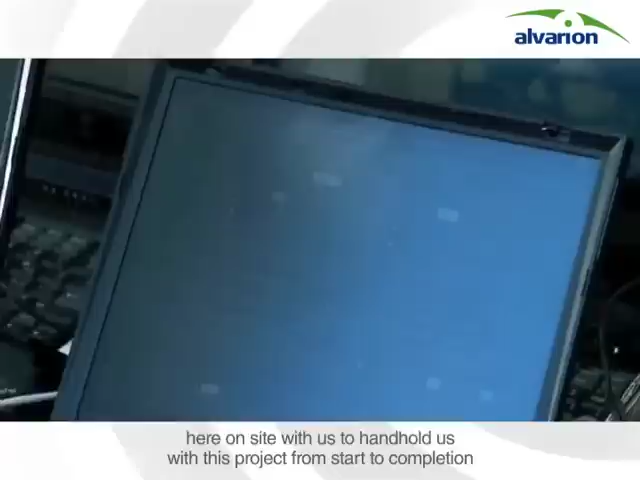 alvarion
here on site with us to handhold us
with this project from start to completion